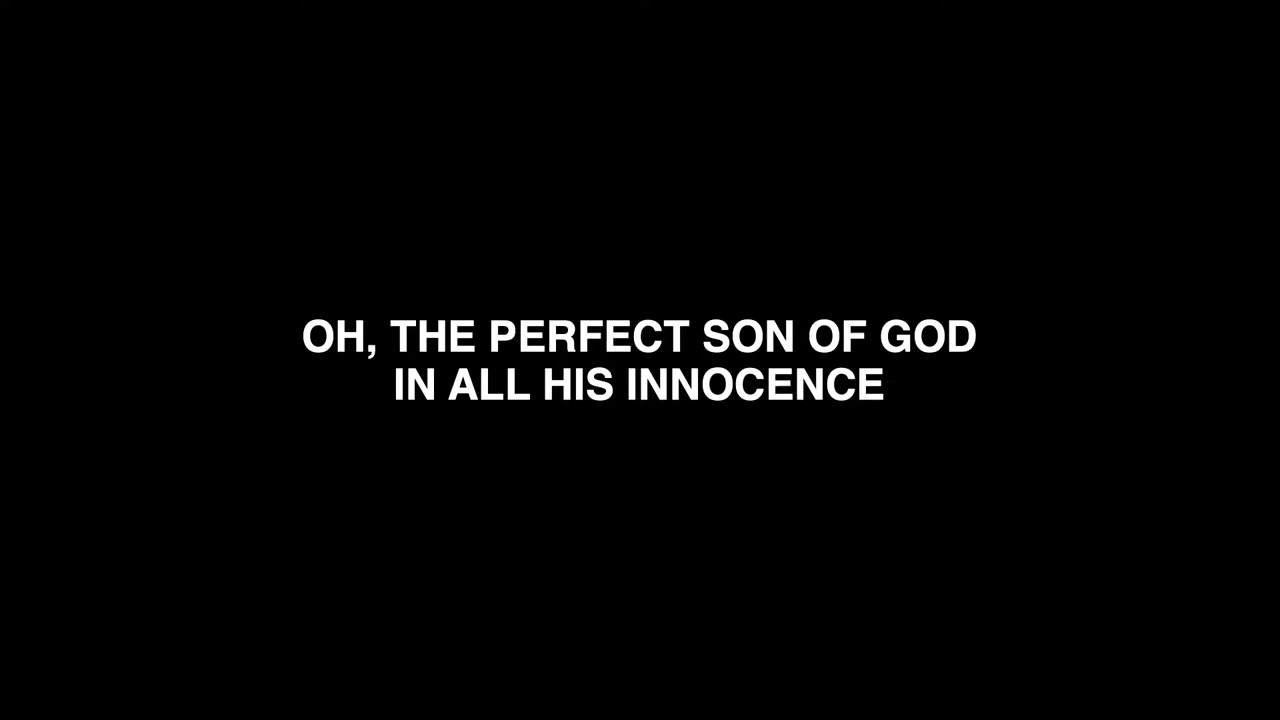 OH, THE PERFECT SON OF GOD
IN ALL HIS INNOCENCE